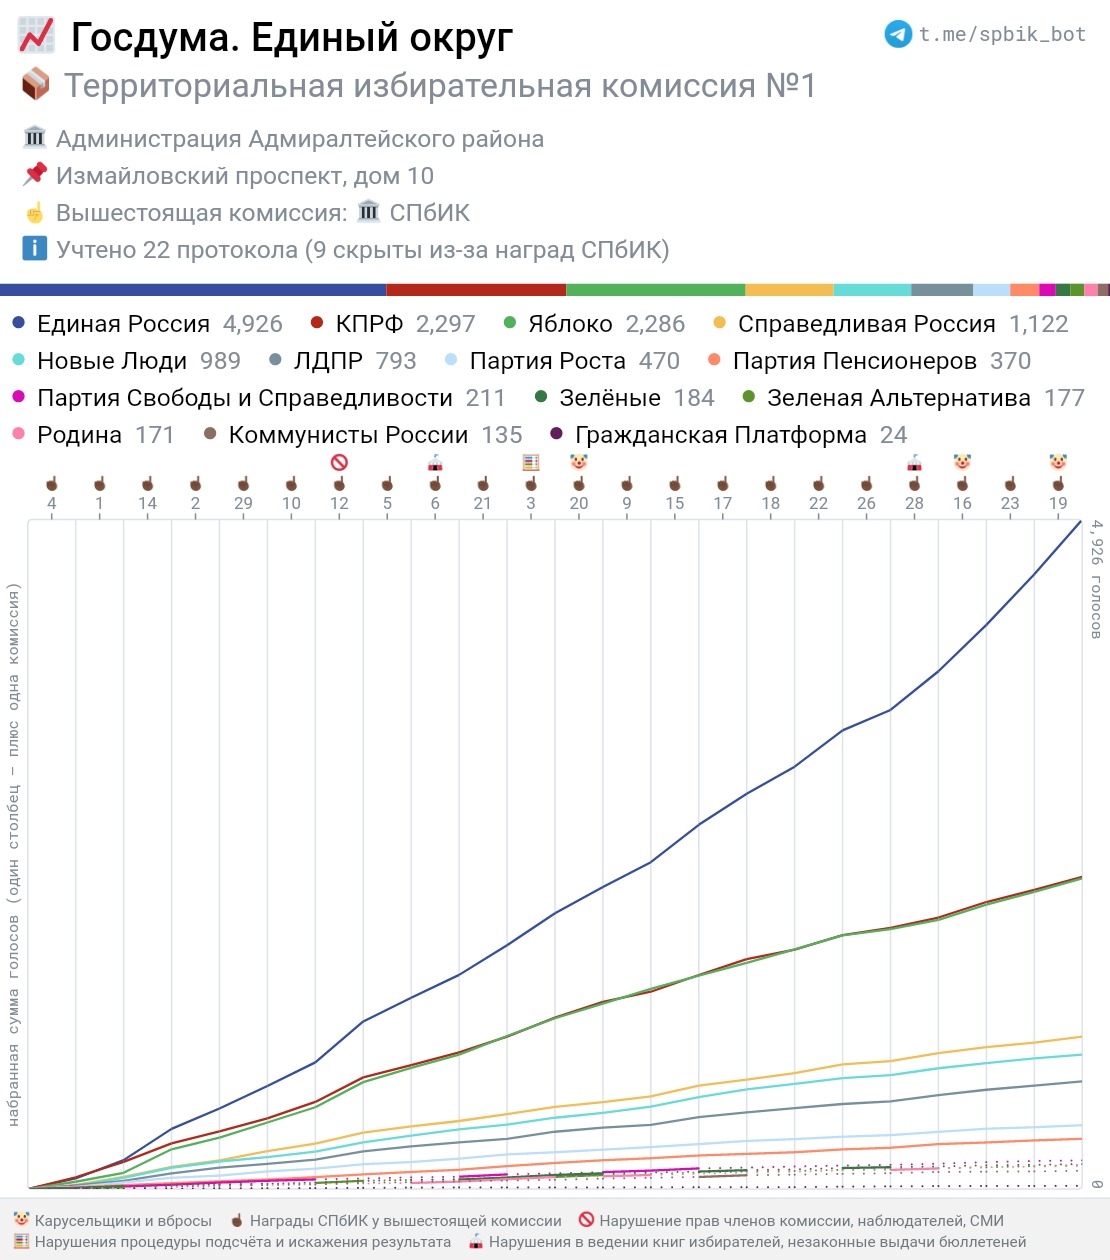 Госдума. Единый округ
t.me/spbik_bot
Территориальная избирательная комиссия №1
Администрация Адмиралтейского района
Измайловский проспект, дом 10
Вышестоящая комиссия: СПбИК
Учтено 22 протокола (9 скрыты из-за наград СПбИК)
Единая Россия 4,926 КПРФ 2,297 Яблоко 2,286 Справедливая Россия 1,122
Новые Люди 989 ЛДПР 793 Партия Роста 470 Партия Пенсионеров 370
Партия Свободы и Справедливости 211 Зелёные 184 Зеленая Альтернатива 177
Родина 171 Коммунисты России 135 Гражданская Платформа 24
4 1 14 2 29 10 12 5 6 21 3 20 9 15 17 18 22 26 28 16 23 19
набранная сумма голосов (один столбец — плюс одна комиссия)
4,926 голосов
0
Карусельщики и вбросы Награды СПбИК у вышестоящей комиссии Нарушение прав членов комиссии, наблюдателей, СМИ
Нарушения процедуры подсчёта и искажения результата Нарушения в ведении книг избирателей, незаконные выдачи бюллетеней